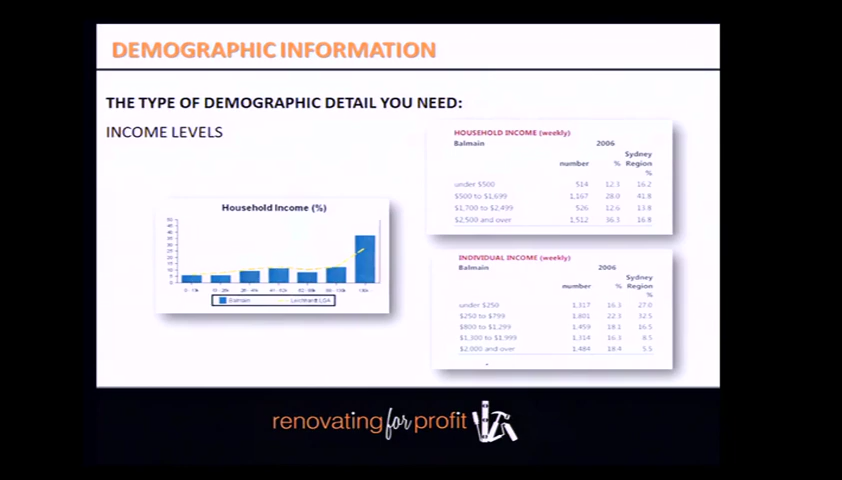 DEMOGRAPHIC INFORMATION
THE TYPE OF DEMOGRAPHIC DETAIL YOU NEED:
INCOME LEVELS
Household Income (%)
Balmain
Leichhardt LGA
HOUSEHOLD INCOME (weekly)
Balmain 2006
number % Sydney Region %
under $500 514 12.3 16.2
$500 to $1,699 1,167 28.0 41.8
$1,700 to $2,499 526 12.6 13.8
$2,500 and over 1,512 36.3 16.8
INDIVIDUAL INCOME (weekly)
Balmain 2006
number % Sydney Region %
under $250 1,317 16.3 27.0
$250 to $799 1,801 22.3 32.5
$800 to $1,299 1,459 18.1 16.5
$1,300 to $1,999 1,314 16.3 8.5
$2,000 and over 1,484 18.4 5.5
renovating for profit